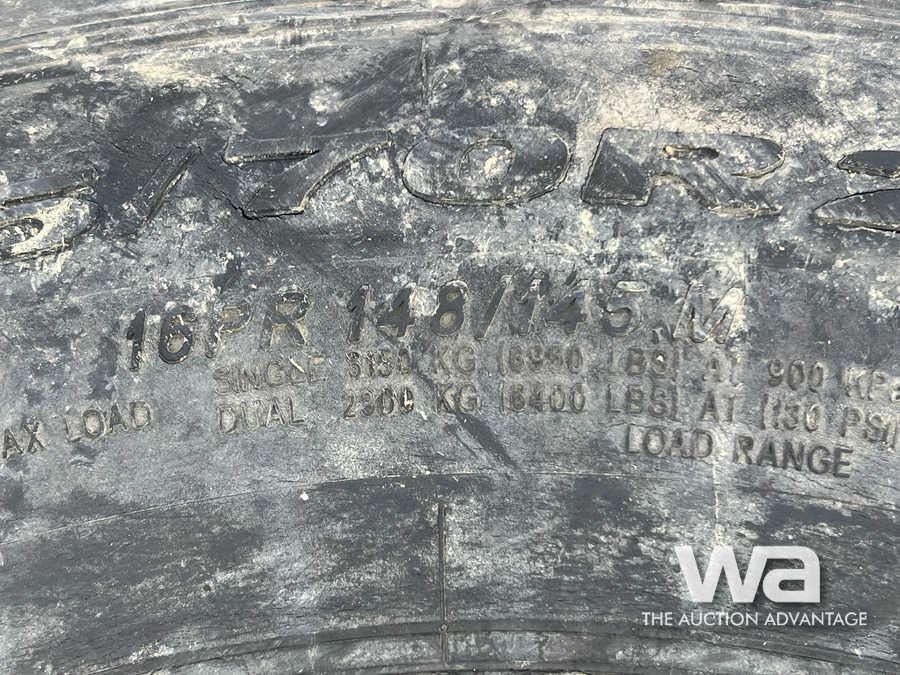 16PR 148/145 M
SINGLE 3150 KG (6950 LBS) AT 900 KPa
MAX LOAD DUAL 2900 KG (6400 LBS) AT (130 PSI)
LOAD RANGE
wa
THE AUCTION ADVANTAGE